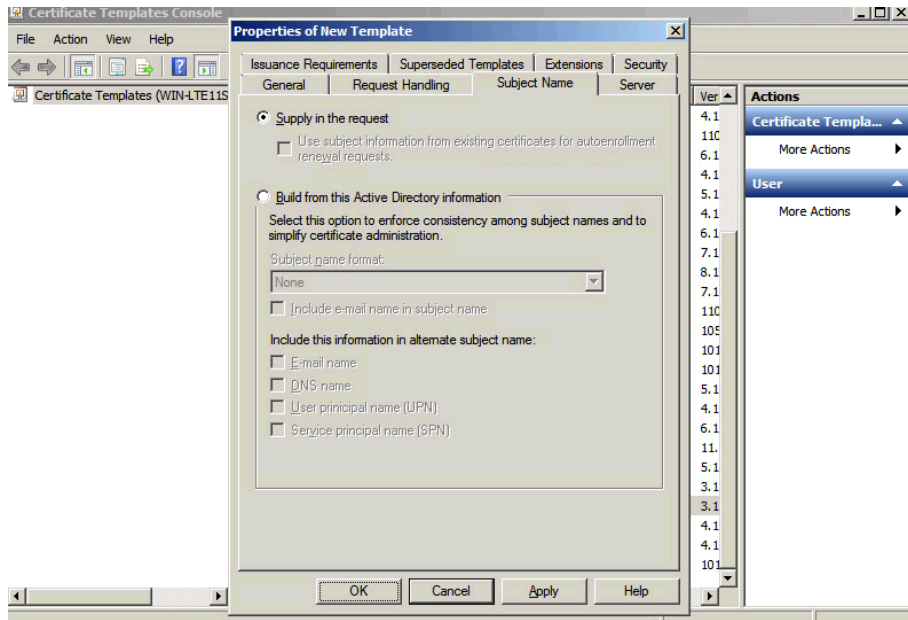 Certificate Templates Console
File Action View Help
Certificate Templates (WIN-LTE11S
Properties of New Template
Issuance Requirements Superseded Templates Extensions Security
General Request Handling Subject Name Server
Supply in the request
Use subject information from existing certificates for autoenrollment
renewal requests.
Build from this Active Directory information
Select this option to enforce consistency among subject names and to
simplify certificate administration.
Subject name format:
None
Include e-mail name in subject name
Include this information in alternate subject name:
E-mail name
DNS name
User prinicipal name (UPN)
Service principal name (SPN)
OK Cancel Apply Help
Ver
4.1
110
6.1
4.1
5.1
4.1
6.1
7.1
8.1
7.1
110
105
101
101
5.1
4.1
6.1
11.
5.1
3.1
3.1
4.1
4.1
101
Actions
Certificate Templa...
More Actions
User
More Actions